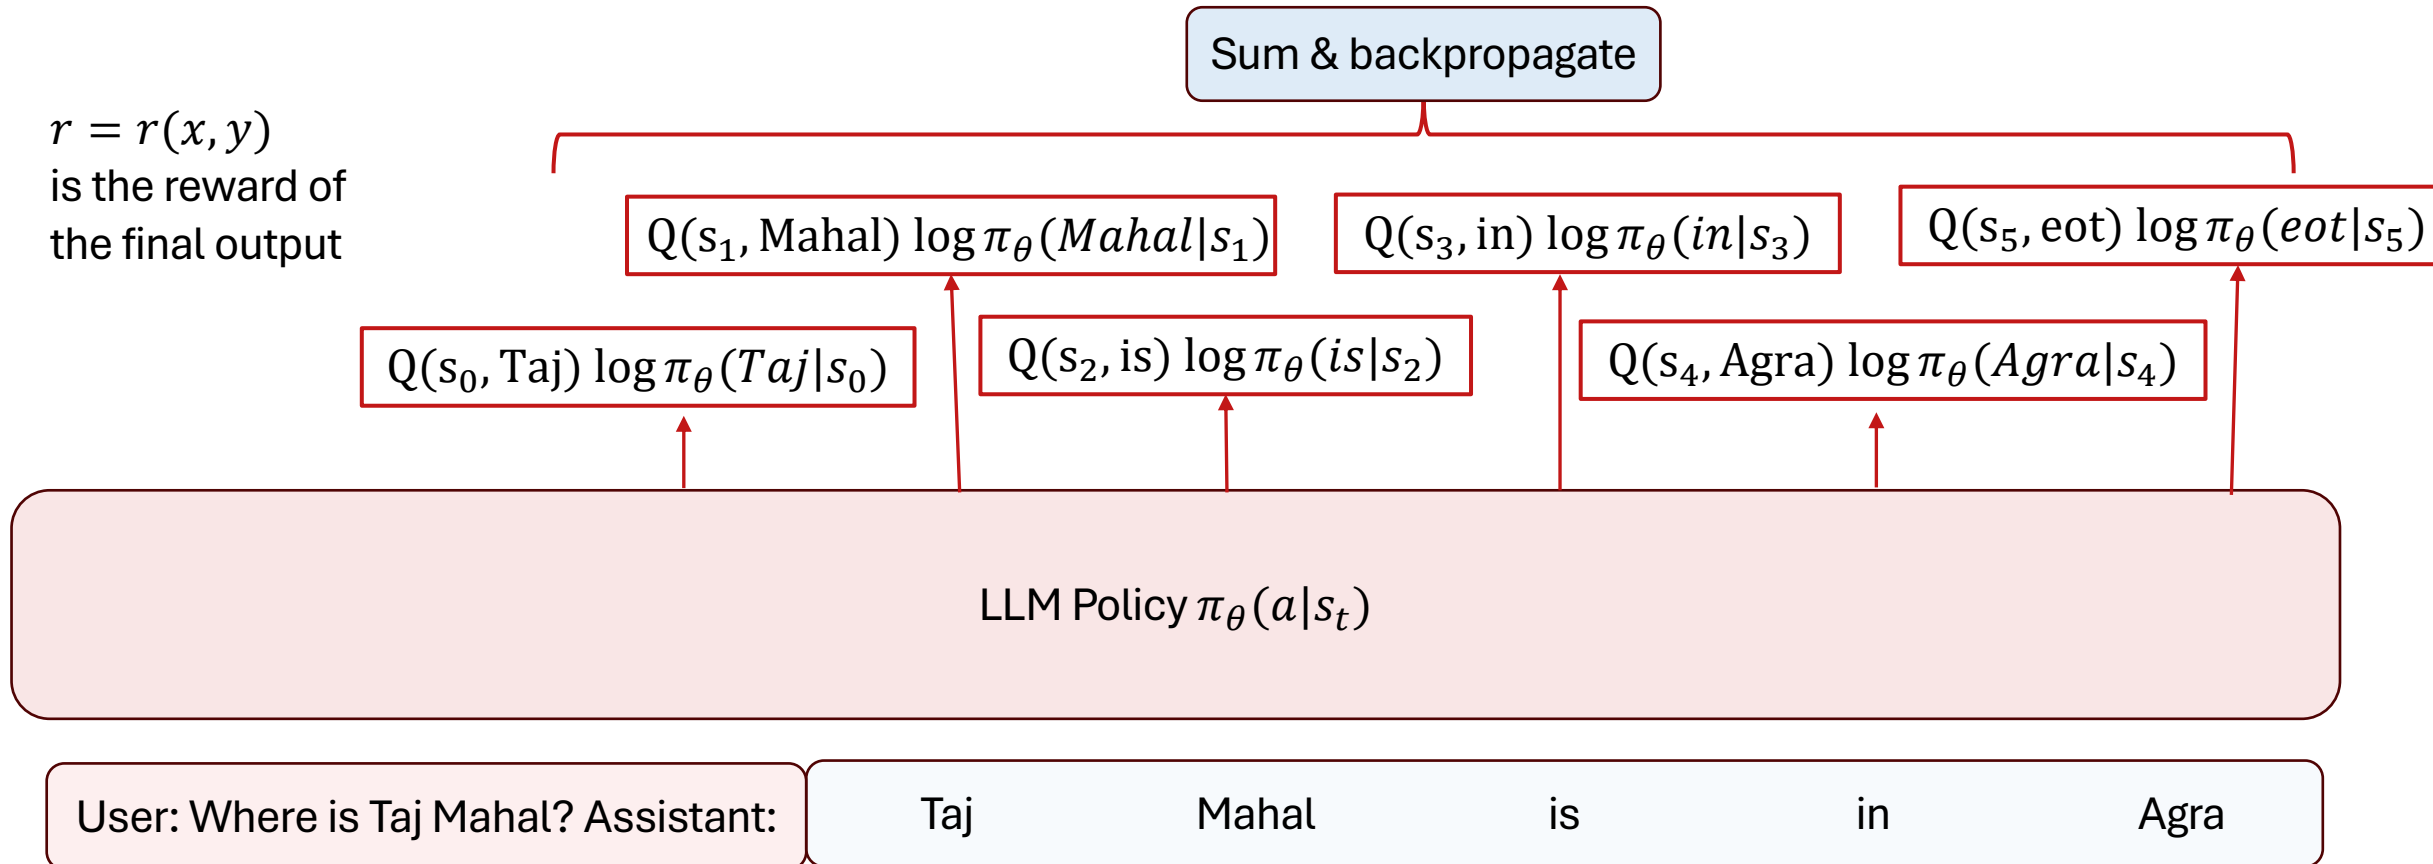 Sum & backpropagate
r = r(x, y)
is the reward of
the final output
Q(s₁, Mahal) log π_θ(Mahal|s₁)
Q(s₃, in) log π_θ(in|s₃)
Q(s₅, eot) log π_θ(eot|s₅)
Q(s₀, Taj) log π_θ(Taj|s₀)
Q(s₂, is) log π_θ(is|s₂)
Q(s₄, Agra) log π_θ(Agra|s₄)
LLM Policy π_θ(a|s_t)
User: Where is Taj Mahal? Assistant: Taj Mahal is in Agra